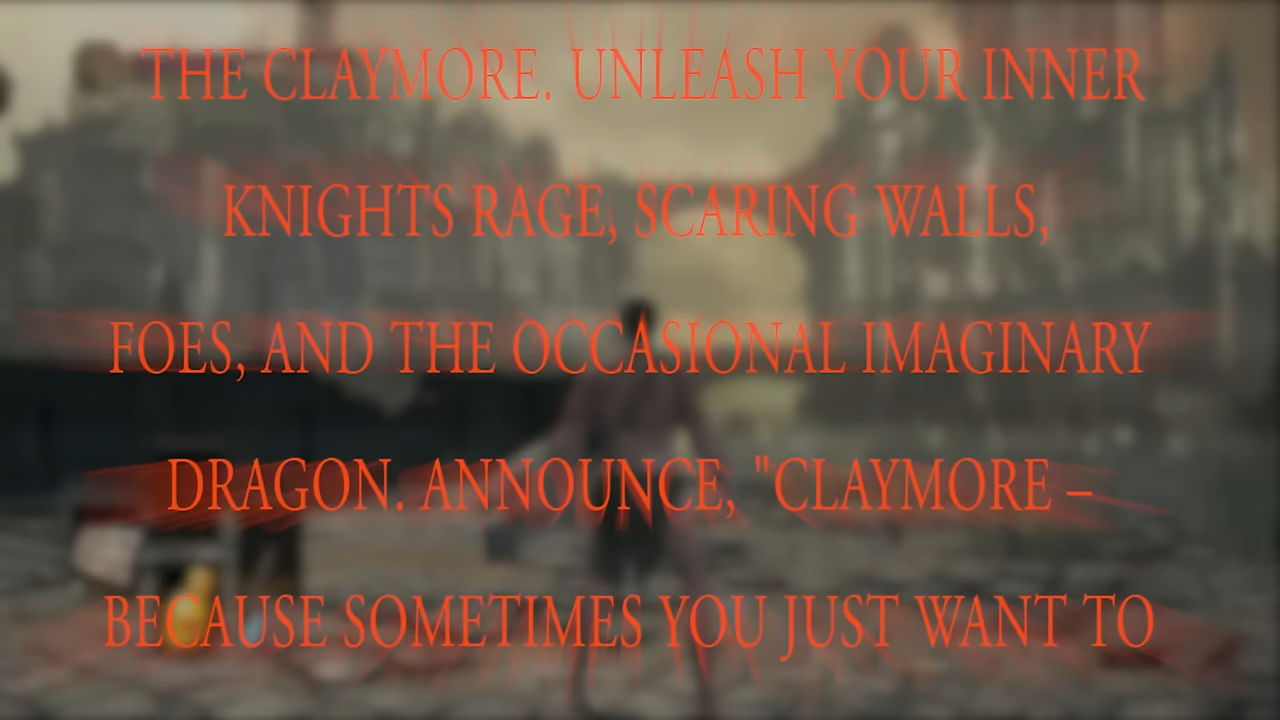 THE CLAYMORE. UNLEASH YOUR INNER
KNIGHTS RAGE, SCARING WALLS,
FOES, AND THE OCCASIONAL IMAGINARY
DRAGON. ANNOUNCE, "CLAYMORE –
BECAUSE SOMETIMES YOU JUST WANT TO